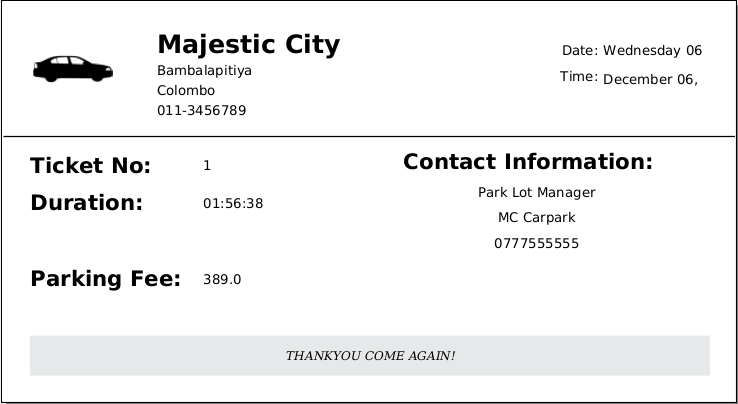 Majestic City
Bambalapitiya
Colombo
011-3456789
Date: Wednesday 06
Time: December 06,
Ticket No: 1
Duration: 01:56:38
Parking Fee: 389.0
Contact Information:
Park Lot Manager
MC Carpark
0777555555
THANKYOU COME AGAIN!